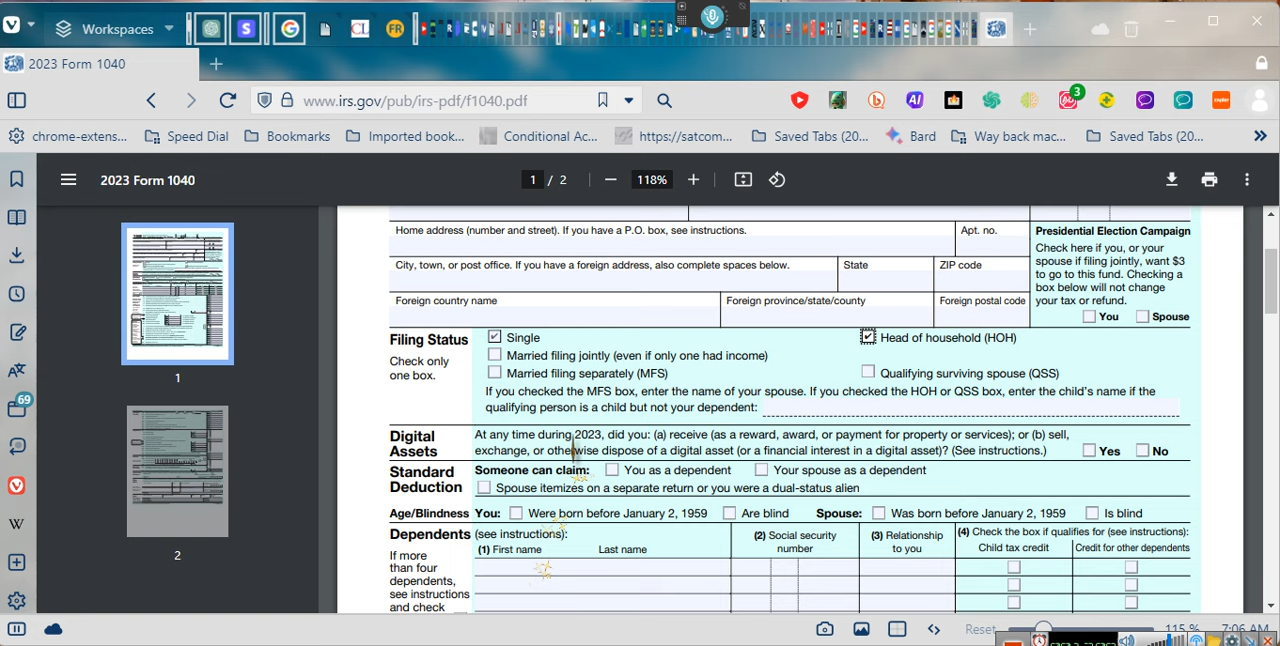 Workspaces
CL
FR
2023 Form 1040
www.irs.gov/pub/irs-pdf/f1040.pdf
AI
3
chrome-exten...
Speed Dial
Bookmarks
Imported book...
Conditional Ac...
https://satcom...
Saved Tabs (20...
Bard
Way back mac...
Saved Tabs (20...
2023 Form 1040
1 / 2
118%
69
W
1
2
Home address (number and street). If you have a P.O. box, see instructions.
Apt. no.
City, town, or post office. If you have a foreign address, also complete spaces below.
State
ZIP code
Foreign country name
Foreign province/state/county
Foreign postal code
Presidential Election Campaign
Check here if you, or your
spouse if filing jointly, want $3
to go to this fund. Checking a
box below will not change
your tax or refund.
You Spouse
Filing Status
Check only
one box.
Single
Head of household (HOH)
Married filing jointly (even if only one had income)
Married filing separately (MFS)
Qualifying surviving spouse (QSS)
If you checked the MFS box, enter the name of your spouse. If you checked the HOH or QSS box, enter the child's name if the
qualifying person is a child but not your dependent:
Digital
Assets
At any time during 2023, did you: (a) receive (as a reward, award, or payment for property or services); or (b) sell,
exchange, or otherwise dispose of a digital asset (or a financial interest in a digital asset)? (See instructions.)
Yes No
Standard
Deduction
Someone can claim: You as a dependent Your spouse as a dependent
Spouse itemizes on a separate return or you were a dual-status alien
Age/Blindness You: Were born before January 2, 1959 Are blind Spouse: Was born before January 2, 1959 Is blind
Dependents (see instructions):
If more
than four
dependents,
see instructions
and check
(1) First name Last name
(2) Social security
number
(3) Relationship
to you
(4) Check the box if qualifies for (see instructions):
Child tax credit
Credit for other dependents
Reset
115 %
7:06 AM